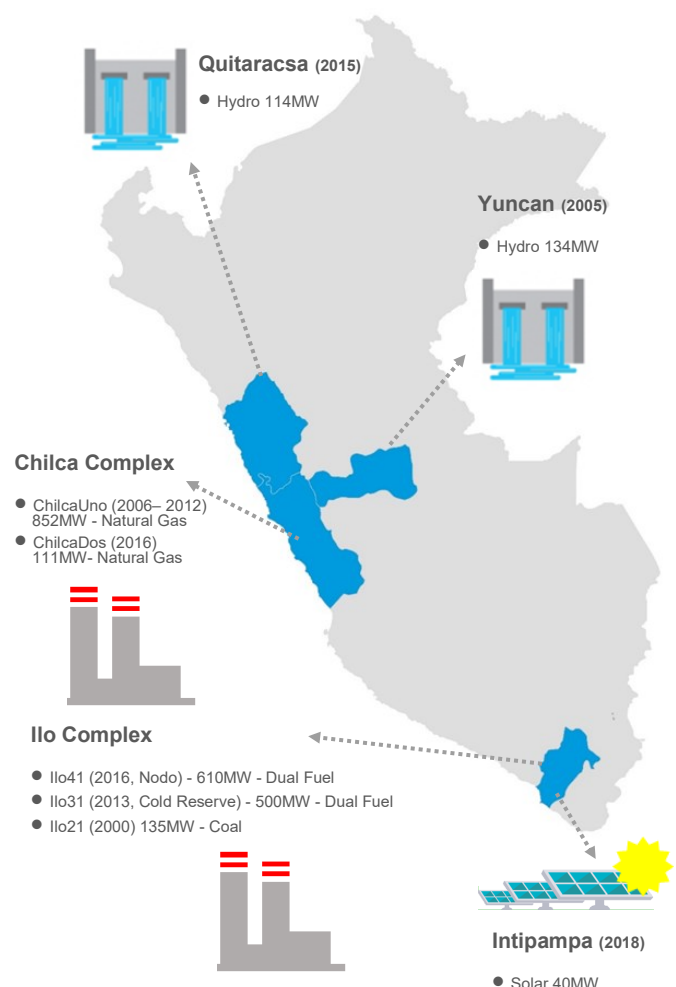 Quitaracsa (2015)
● Hydro 114MW
Yuncan (2005)
● Hydro 134MW
Chilca Complex
● ChilcaUno (2006– 2012)
852MW - Natural Gas
● ChilcaDos (2016)
111MW- Natural Gas
Ilo Complex
● Ilo41 (2016, Nodo) - 610MW - Dual Fuel
● Ilo31 (2013, Cold Reserve) - 500MW - Dual Fuel
● Ilo21 (2000) 135MW - Coal
Intipampa (2018)
● Solar 40MW